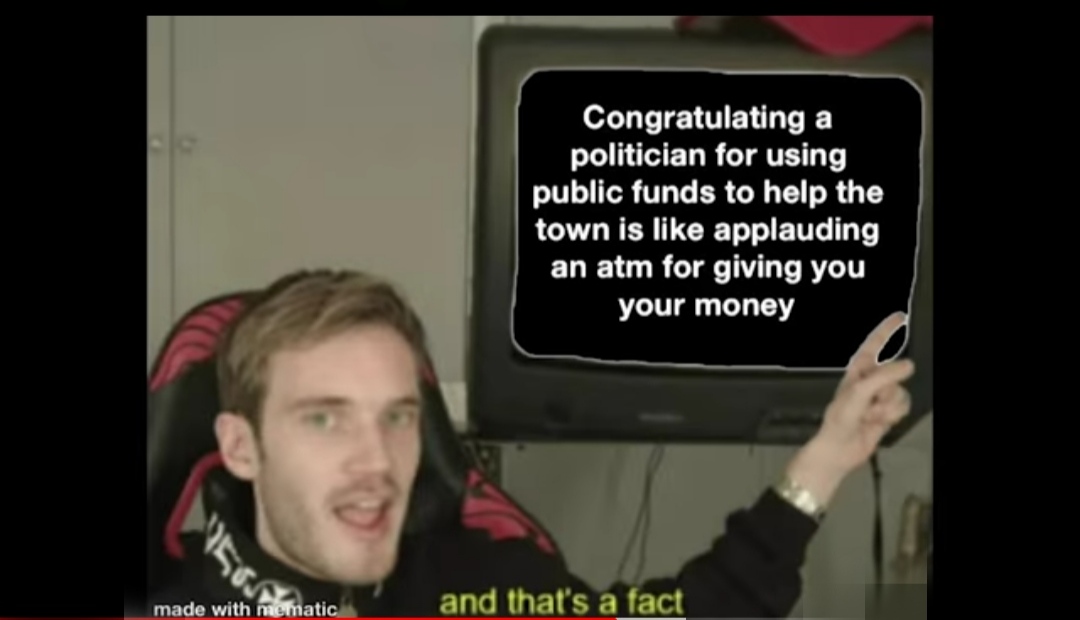 Congratulating a
politician for using
public funds to help the
town is like applauding
an atm for giving you
your money
and that's a fact
made with mematic